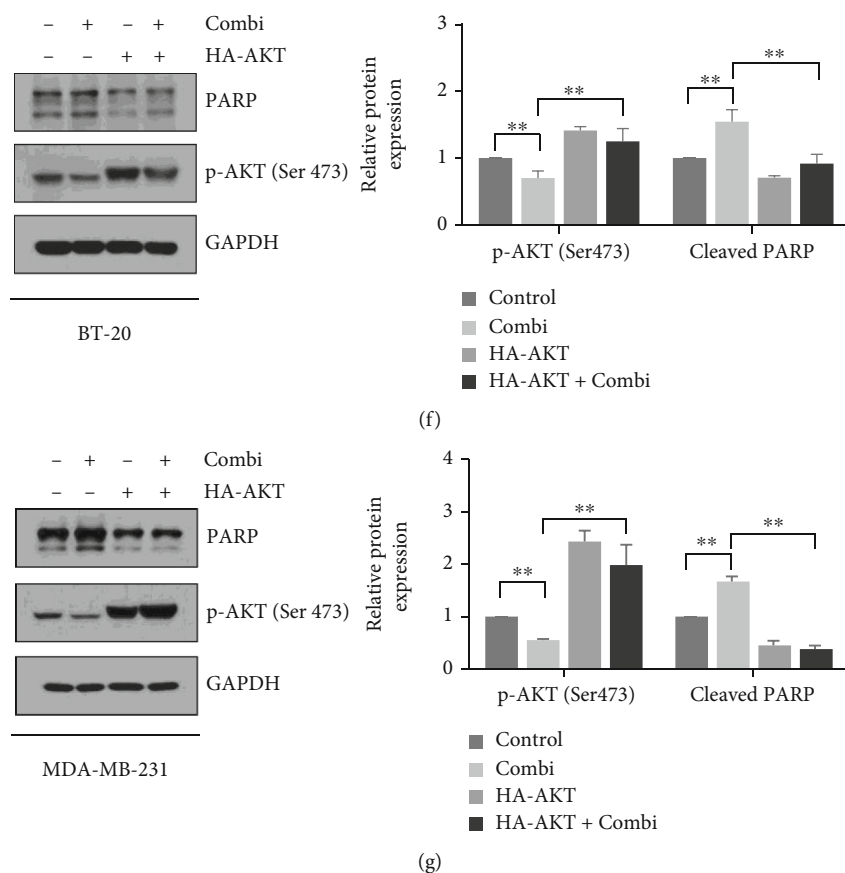 – + – + Combi
– – + + HA-AKT
PARP
p-AKT (Ser 473)
GAPDH
BT-20
3
2
1
0
Relative protein
expression
**
**
**
**
p-AKT (Ser473)
Cleaved PARP
Control
Combi
HA-AKT
HA-AKT + Combi
(f)
– + – + Combi
– – + + HA-AKT
PARP
p-AKT (Ser 473)
GAPDH
MDA-MB-231
4
3
2
1
0
Relative protein
expression
**
**
**
**
p-AKT (Ser473)
Cleaved PARP
Control
Combi
HA-AKT
HA-AKT + Combi
(g)